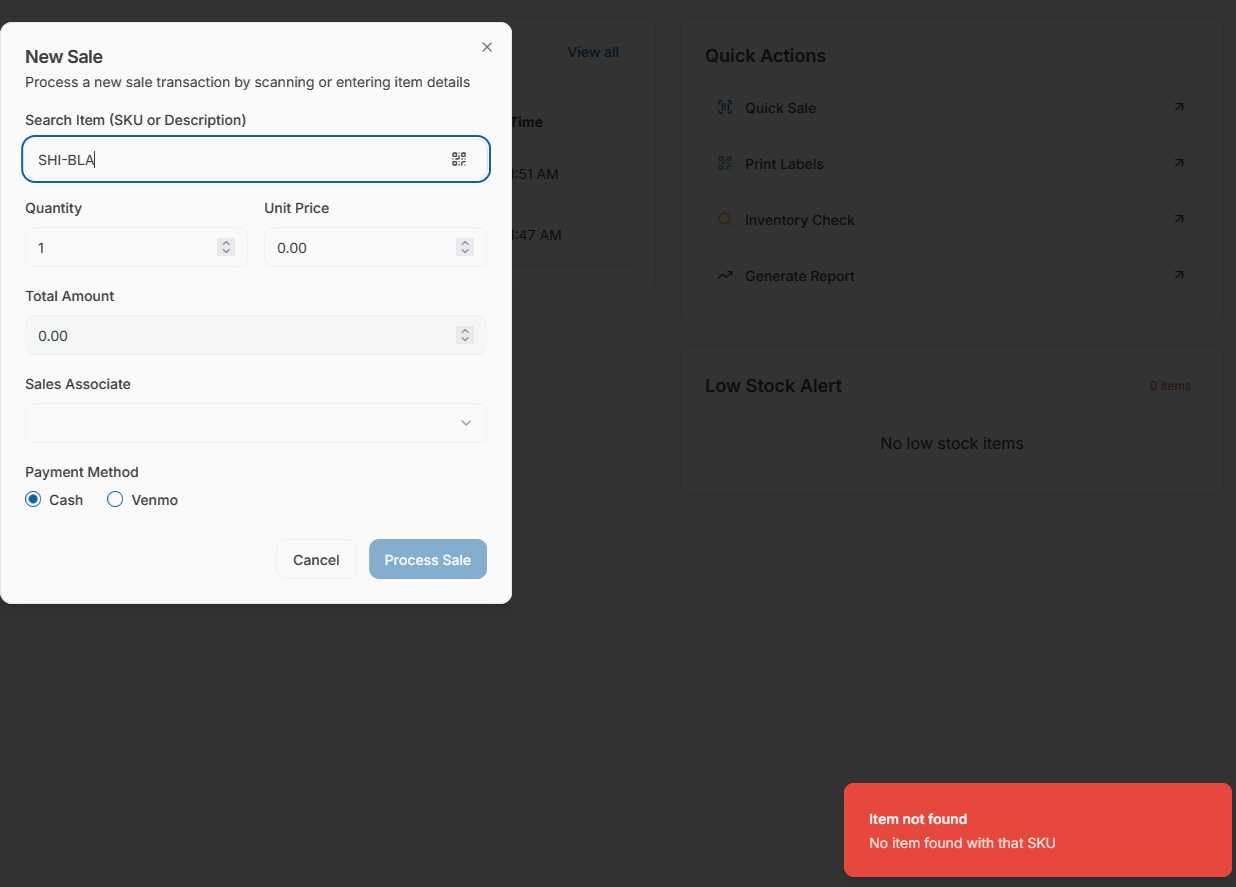 New Sale
Process a new sale transaction by scanning or entering item details
Search Item (SKU or Description)
SHI-BLA
Quantity
Unit Price
1
0.00
Total Amount
0.00
Sales Associate
Payment Method
Cash
Venmo
Cancel
Process Sale
View all
Time
:51 AM
:47 AM
Quick Actions
Quick Sale
Print Labels
Inventory Check
Generate Report
Low Stock Alert
0 items
No low stock items
Item not found
No item found with that SKU